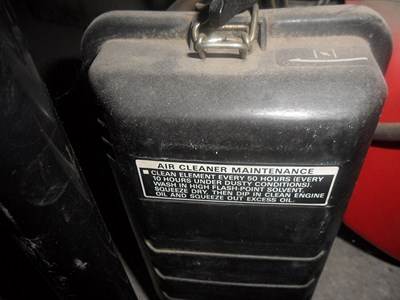 AIR CLEANER MAINTENANCE
■ CLEAN ELEMENT EVERY 50 HOURS (EVERY
10 HOURS UNDER DUSTY CONDITIONS).
WASH IN HIGH FLASH-POINT SOLVENT.
SQUEEZE DRY, THEN DIP IN CLEAN ENGINE
OIL AND SQUEEZE OUT EXCESS OIL.